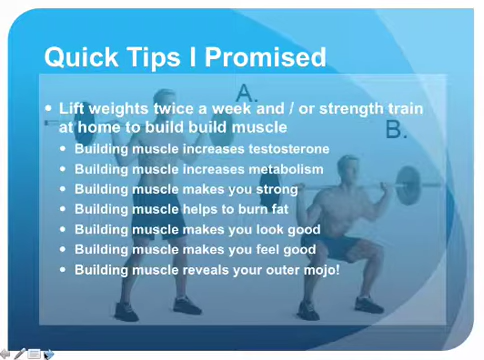 Quick Tips I Promised
A.
• Lift weights twice a week and / or strength train
at home to build build muscle
B.
• Building muscle increases testosterone
• Building muscle increases metabolism
• Building muscle makes you strong
• Building muscle helps to burn fat
• Building muscle makes you look good
• Building muscle makes you feel good
• Building muscle reveals your outer mojo!